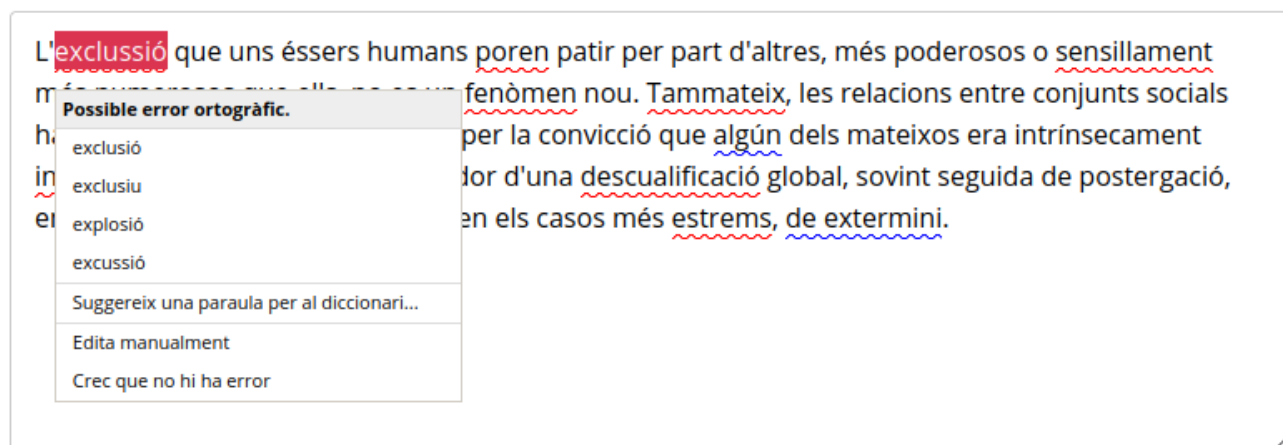 L'exclussió que uns éssers humans poren patir per part d'altres, més poderosos o sensillament
fenòmen nou. Tammateix, les relacions entre conjunts socials
per la convicció que algún dels mateixos era intrínsecament
d'una descualificació global, sovint seguida de postergació,
en els casos més estrems, de extermini.
Possible error ortogràfic.
exclusió
exclusiu
explosió
excussió
Suggereix una paraula per al diccionari...
Edita manualment
Crec que no hi ha error